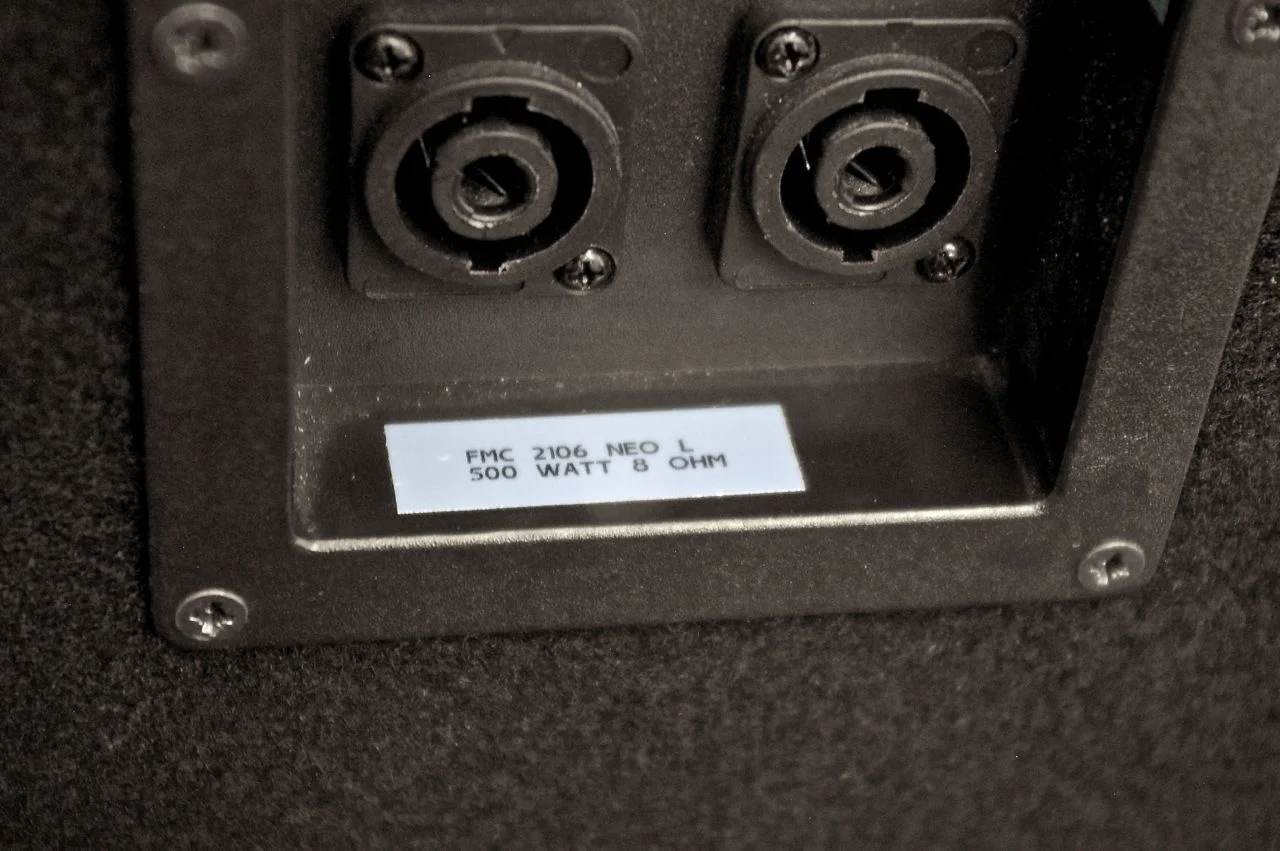 FMC 2106 NEO L
500 WATT 8 OHM